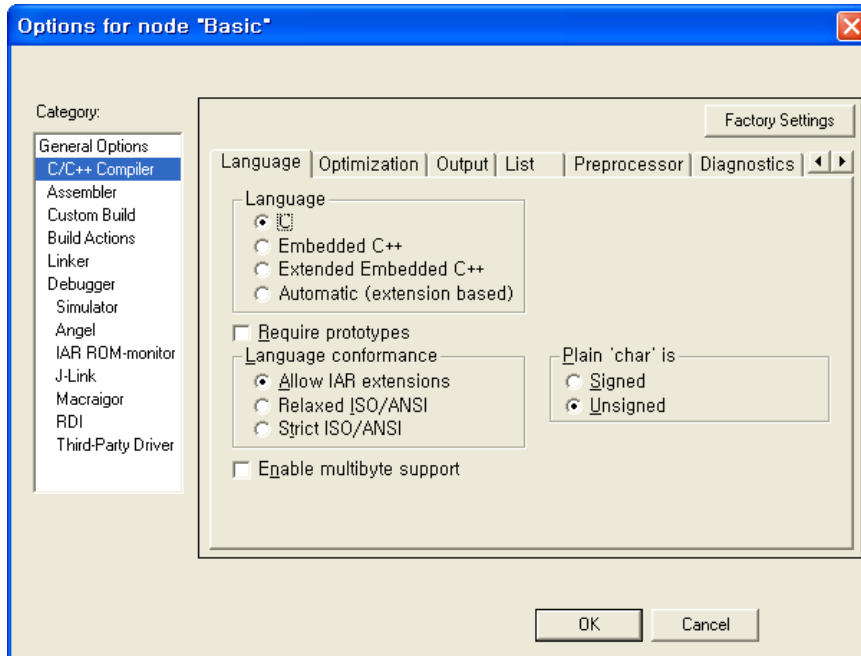 Options for node "Basic"
Category:
General Options
C/C++ Compiler
Assembler
Custom Build
Build Actions
Linker
Debugger
Simulator
Angel
IAR ROM-monitor
J-Link
Macraigor
RDI
Third-Party Driver
Factory Settings
Language Optimization Output List Preprocessor Diagnostics
Language
C
Embedded C++
Extended Embedded C++
Automatic (extension based)
Require prototypes
Language conformance
Allow IAR extensions
Relaxed ISO/ANSI
Strict ISO/ANSI
Plain 'char' is
Signed
Unsigned
Enable multibyte support
OK Cancel